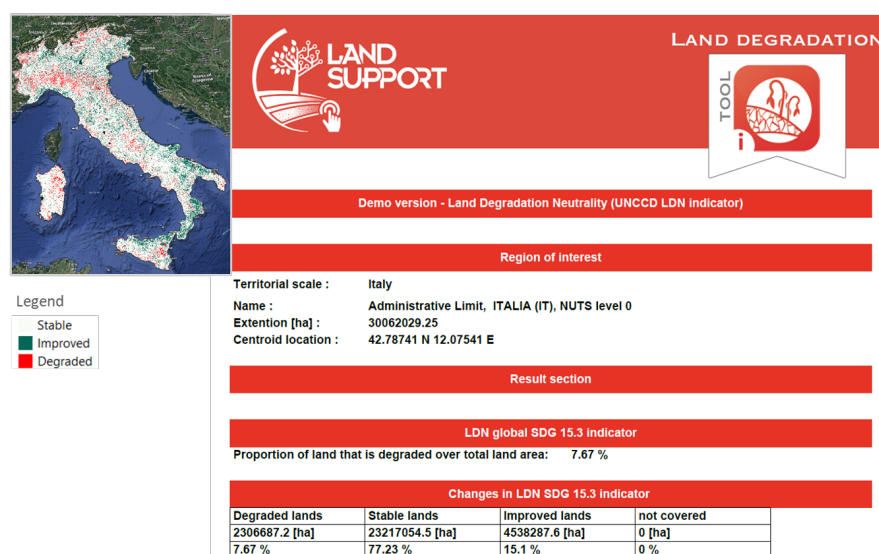 LAND DEGRADATION
LAND
SUPPORT
TOOL
i
Demo version - Land Degradation Neutrality (UNCCD LDN indicator)
Region of interest
Territorial scale : Italy
Name : Administrative Limit, ITALIA (IT), NUTS level 0
Extention [ha] : 30062029.25
Centroid location : 42.78741 N 12.07541 E
Legend
Stable
Improved
Degraded
Result section
LDN global SDG 15.3 indicator
Proportion of land that is degraded over total land area: 7.67 %
Changes in LDN SDG 15.3 indicator
Degraded lands Stable lands Improved lands not covered
2306687.2 [ha] 23217054.5 [ha] 4538287.6 [ha] 0 [ha]
7.67 % 77.23 % 15.1 % 0 %